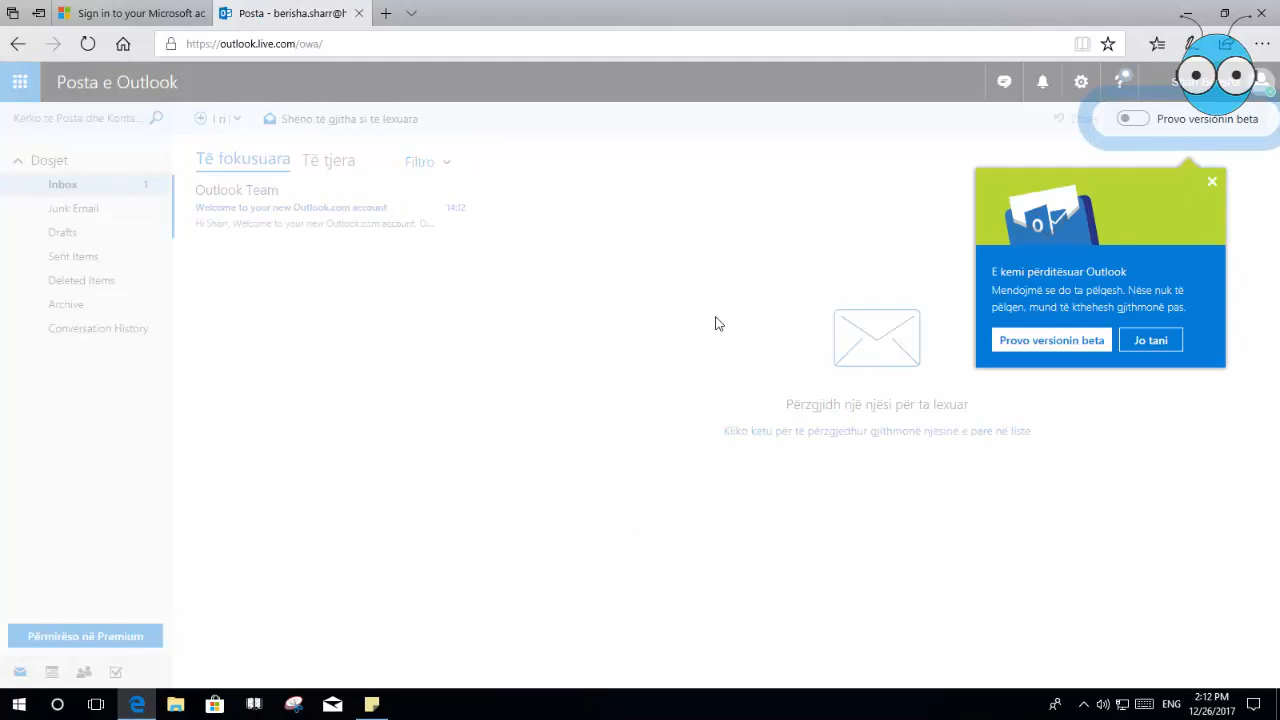 Sign in to your Microsoft ac
Posta - berisha.sharr@h
https://outlook.live.com/owa/
Posta e Outlook
Kërko të Posta dhe Konta...
I ri
Shëno të gjitha si të lexuara
Provo versionin beta
Dosjet
Inbox 1
Junk Email
Drafts
Sent Items
Deleted Items
Archive
Conversation History
Të fokusuara Të tjera Filtro
Outlook Team
Welcome to your new Outlook.com account 14:12
Hi Sharr, Welcome to your new Outlook.com account. O...
E kemi përditësuar Outlook
Mendojmë se do ta pëlqesh. Nëse nuk të
pëlqen, mund të kthehesh gjithmonë pas.
Provo versionin beta Jo tani
Përzgjidh një njësi për ta lexuar
Kliko këtu për të përzgjedhur gjithmonë njësinë e parë në listë
Përmirëso në Premium
ENG
2:12 PM
12/26/2017